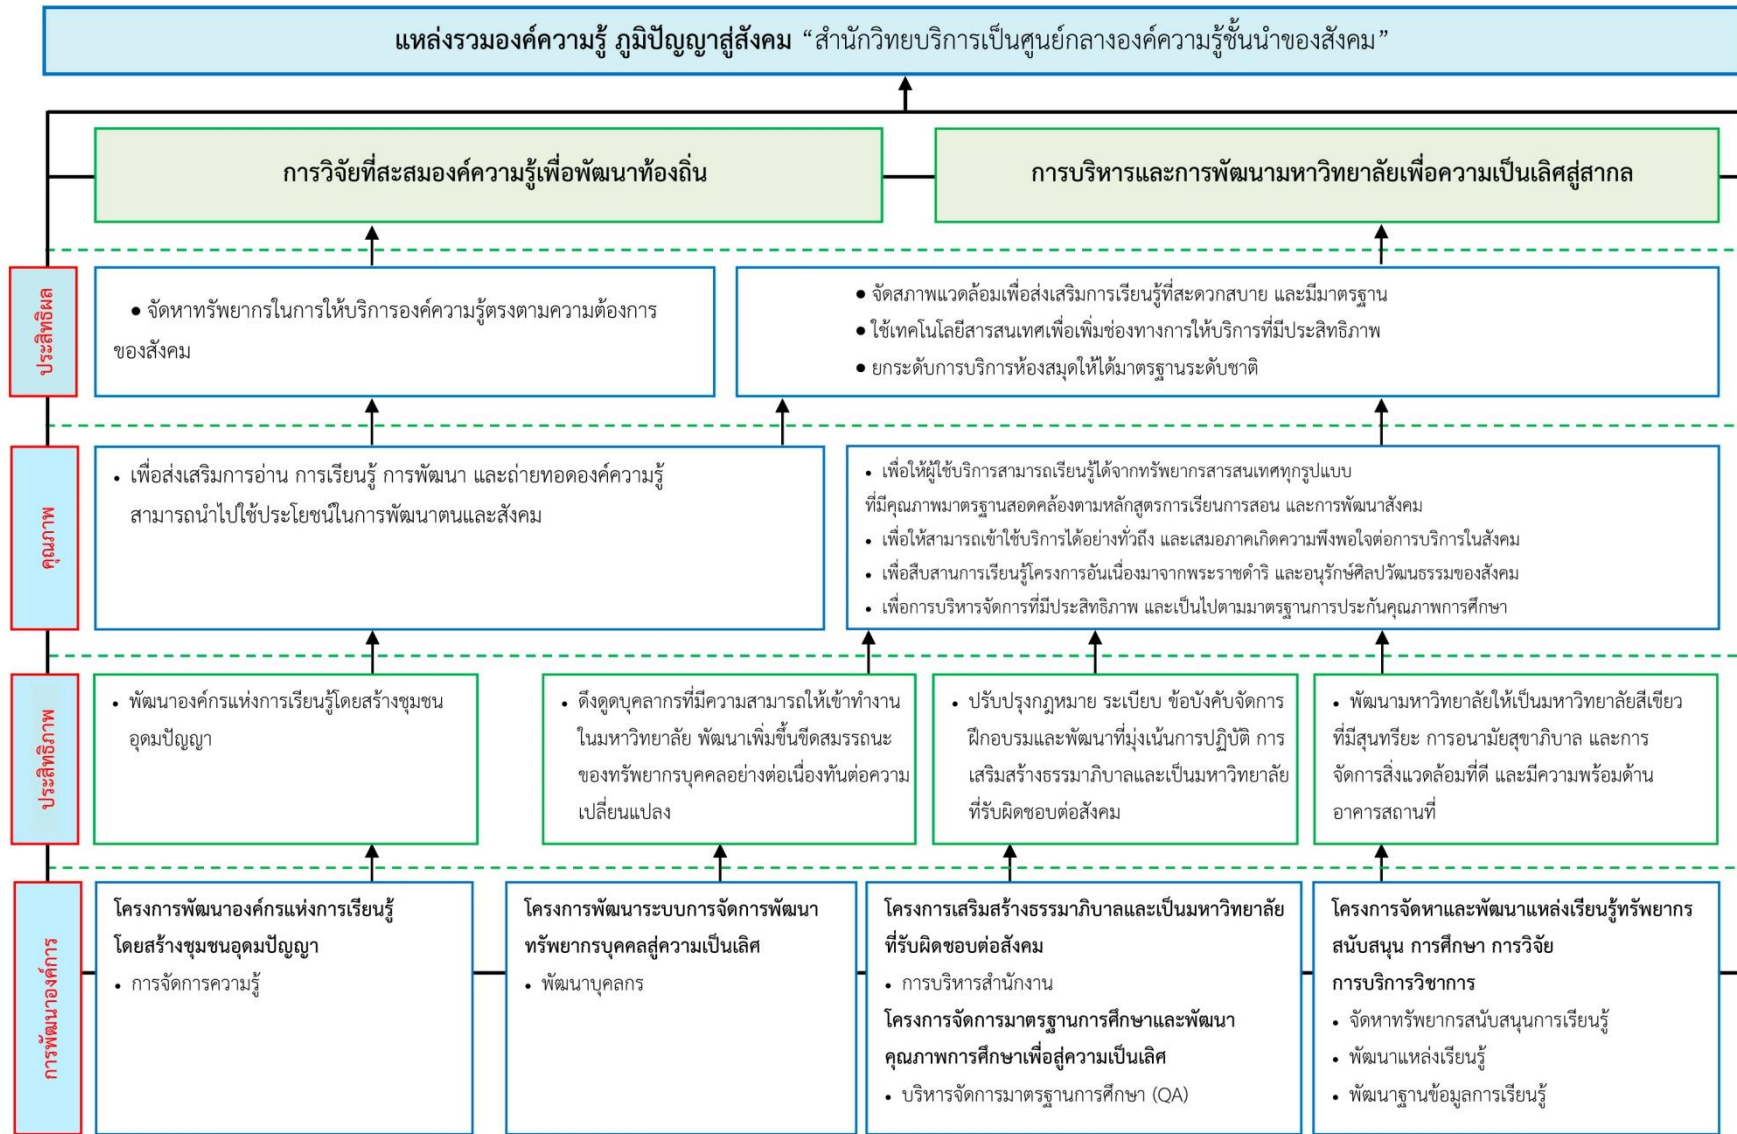 แหล่งรวมองค์ความรู้ ภูมิปัญญาสู่สังคม “สำนักวิทยบริการเป็นศูนย์กลางองค์ความรู้ชั้นนำของสังคม”
การวิจัยที่สะสมองค์ความรู้เพื่อพัฒนาท้องถิ่น
การบริหารและการพัฒนามหาวิทยาลัยเพื่อความเป็นเลิศสู่สากล
ประสิทธิผล
● จัดหาทรัพยากรในการให้บริการองค์ความรู้ตรงตามความต้องการ
ของสังคม
● จัดสภาพแวดล้อมเพื่อส่งเสริมการเรียนรู้ที่สะดวกสบาย และมีมาตรฐาน
● ใช้เทคโนโลยีสารสนเทศเพื่อเพิ่มช่องทางการให้บริการที่มีประสิทธิภาพ
● ยกระดับการบริการห้องสมุดให้ได้มาตรฐานระดับชาติ
คุณภาพ
• เพื่อส่งเสริมการอ่าน การเรียนรู้ การพัฒนา และถ่ายทอดองค์ความรู้
สามารถนำไปใช้ประโยชน์ในการพัฒนาตนและสังคม
• เพื่อให้ผู้ใช้บริการสามารถเรียนรู้ได้จากทรัพยากรสารสนเทศทุกรูปแบบ
ที่มีคุณภาพมาตรฐานสอดคล้องตามหลักสูตรการเรียนการสอน และการพัฒนาสังคม
• เพื่อให้สามารถเข้าใช้บริการได้อย่างทั่วถึง และเสมอภาคเกิดความพึงพอใจต่อการบริการในสังคม
• เพื่อสืบสานการเรียนรู้โครงการอันเนื่องมาจากพระราชดำริ และอนุรักษ์ศิลปวัฒนธรรมของสังคม
• เพื่อการบริหารจัดการที่มีประสิทธิภาพ และเป็นไปตามมาตรฐานการประกันคุณภาพการศึกษา
ประสิทธิภาพ
• พัฒนาองค์กรแห่งการเรียนรู้โดยสร้างชุมชน
อุดมปัญญา
• ดึงดูดบุคลากรที่มีความสามารถให้เข้าทำงาน
ในมหาวิทยาลัย พัฒนาเพิ่มขึ้นขีดสมรรถนะ
ของทรัพยากรบุคคลอย่างต่อเนื่องทันต่อความ
เปลี่ยนแปลง
• ปรับปรุงกฎหมาย ระเบียบ ข้อบังคับจัดการ
ฝึกอบรมและพัฒนาที่มุ่งเน้นการปฏิบัติ การ
เสริมสร้างธรรมาภิบาลและเป็นมหาวิทยาลัย
ที่รับผิดชอบต่อสังคม
• พัฒนามหาวิทยาลัยให้เป็นมหาวิทยาลัยสีเขียว
ที่มีสุนทรียะ การอนามัยสุขาภิบาล และการ
จัดการสิ่งแวดล้อมที่ดี และมีความพร้อมด้าน
อาคารสถานที่
การพัฒนาองค์การ
โครงการพัฒนาองค์กรแห่งการเรียนรู้
โดยสร้างชุมชนอุดมปัญญา
• การจัดการความรู้
โครงการพัฒนาระบบการจัดการพัฒนา
ทรัพยากรบุคคลสู่ความเป็นเลิศ
• พัฒนาบุคลากร
โครงการเสริมสร้างธรรมาภิบาลและเป็นมหาวิทยาลัย
ที่รับผิดชอบต่อสังคม
• การบริหารสำนักงาน
โครงการจัดการมาตรฐานการศึกษาและพัฒนา
คุณภาพการศึกษาเพื่อสู่ความเป็นเลิศ
• บริหารจัดการมาตรฐานการศึกษา (QA)
โครงการจัดหาและพัฒนาแหล่งเรียนรู้ทรัพยากร
สนับสนุน การศึกษา การวิจัย
การบริการวิชาการ
• จัดหาทรัพยากรสนับสนุนการเรียนรู้
• พัฒนาแหล่งเรียนรู้
• พัฒนาฐานข้อมูลการเรียนรู้